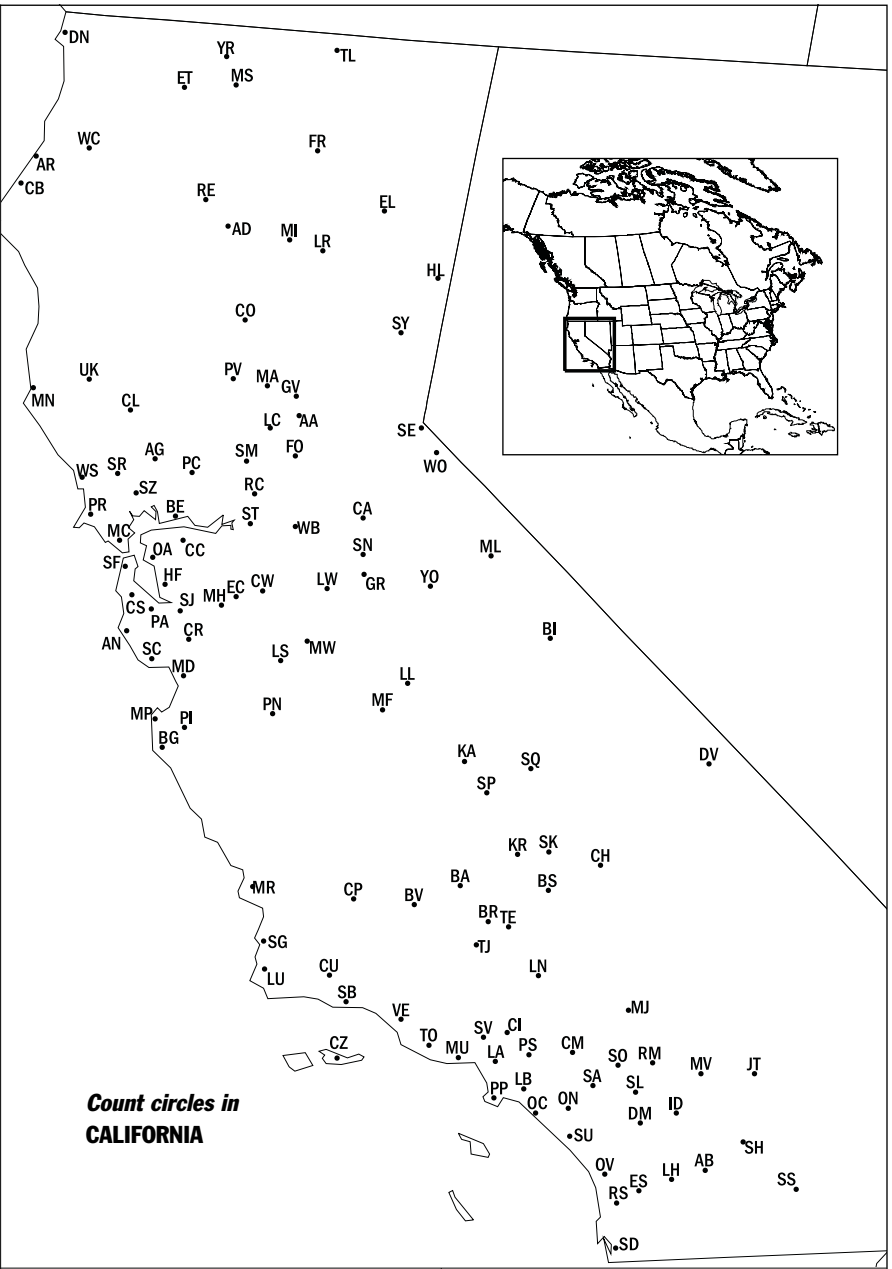 DN
YR
TL
ET
MS
WC
FR
AR
CB
RE
EL
AD
MI
LR
HL
CO
SY
UK
PV
MA
GV
MN
CL
LC
AA
SE
AG
SM
FO
WO
WS
SR
PC
SZ
RC
PR
BE
ST
CA
WB
MC
CC
OA
SN
ML
SF
HF
GR
YO
EC
CW
LW
MH
CS
PA
SJ
AN
CR
BI
SC
LS
MW
MD
LL
PN
MF
MP
PI
BG
KA
SQ
DV
SP
KR
SK
CH
MR
CP
BV
BA
BS
BR
TE
SG
TJ
LU
CU
LN
SB
MJ
VE
CZ
TO
MU
SV
CI
LA
PS
CM
SO
RM
MV
JT
PP
LB
SA
SL
OC
ON
DM
ID
Count circles in
CALIFORNIA
SU
SH
OV
ES
LH
AB
SS
RS
SD